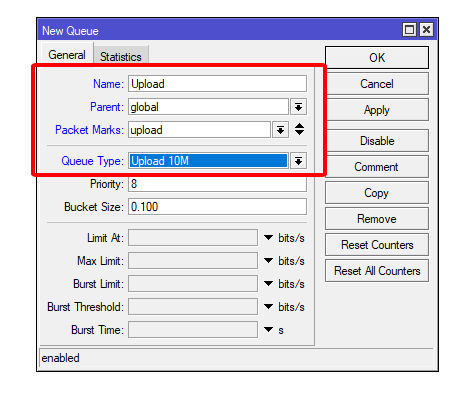 New Queue
General Statistics
Name: Upload
Parent: global
Packet Marks: upload
Queue Type: Upload 10M
Priority: 8
Bucket Size: 0.100
Limit At: bits/s
Max Limit: bits/s
Burst Limit: bits/s
Burst Threshold: bits/s
Burst Time: s
OK
Cancel
Apply
Disable
Comment
Copy
Remove
Reset Counters
Reset All Counters
enabled